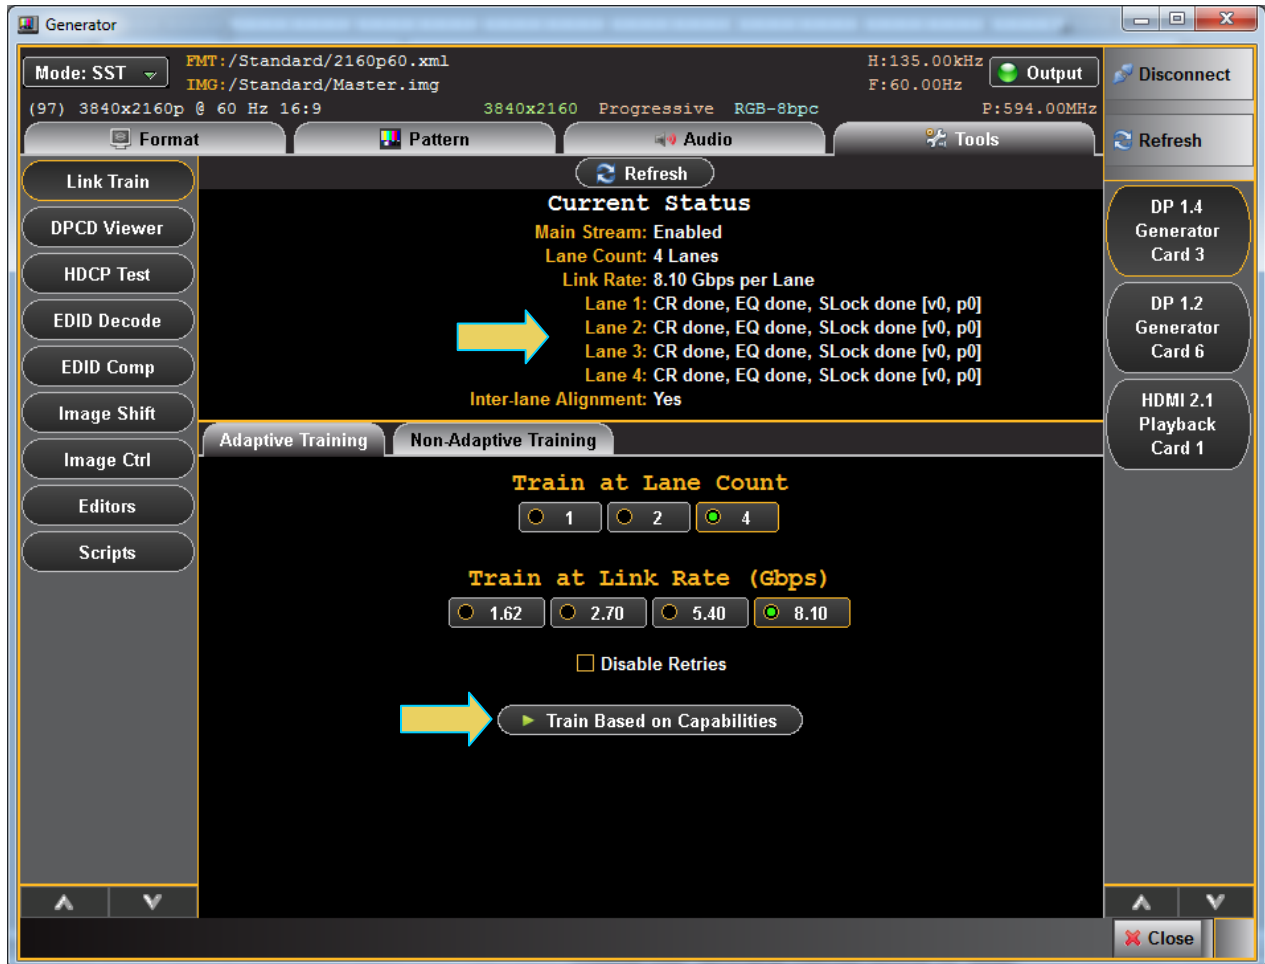 Generator
Mode: SST
FMT:/Standard/2160p60.xml
IMG:/Standard/Master.img
H:135.00kHz
F:60.00Hz
Output
(97) 3840x2160p @ 60 Hz 16:9
3840x2160 Progressive RGB-8bpc
P:594.00MHz
Disconnect
Refresh
Format
Pattern
Audio
Tools
Link Train
DPCD Viewer
HDCP Test
EDID Decode
EDID Comp
Image Shift
Image Ctrl
Editors
Scripts
Refresh
Current Status
Main Stream: Enabled
Lane Count: 4 Lanes
Link Rate: 8.10 Gbps per Lane
Lane 1: CR done, EQ done, SLock done [v0, p0]
Lane 2: CR done, EQ done, SLock done [v0, p0]
Lane 3: CR done, EQ done, SLock done [v0, p0]
Lane 4: CR done, EQ done, SLock done [v0, p0]
Inter-lane Alignment: Yes
Adaptive Training
Non-Adaptive Training
Train at Lane Count
1 2 4
Train at Link Rate (Gbps)
1.62 2.70 5.40 8.10
Disable Retries
Train Based on Capabilities
DP 1.4
Generator
Card 3
DP 1.2
Generator
Card 6
HDMI 2.1
Playback
Card 1
Close